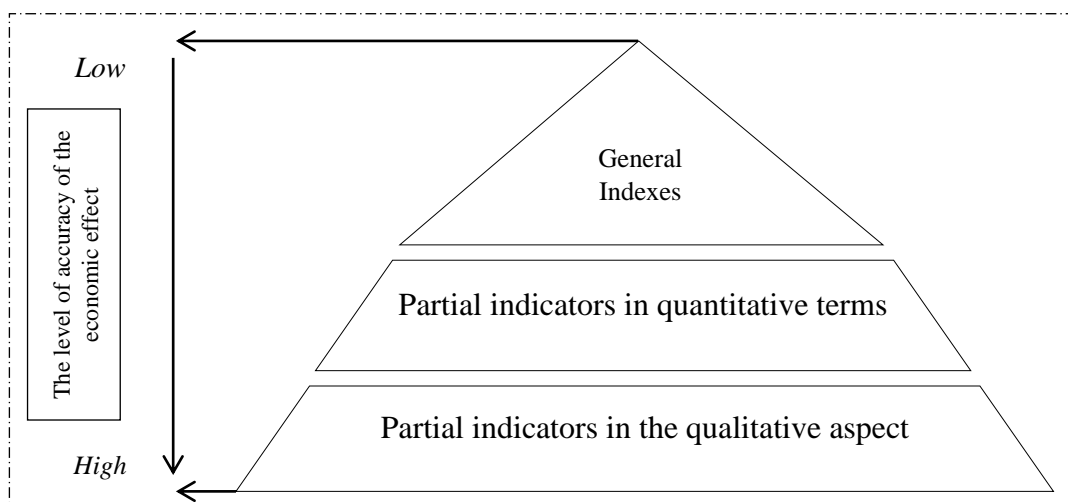 Low
The level of accuracy of the
economic effect
High
General
Indexes
Partial indicators in quantitative terms
Partial indicators in the qualitative aspect